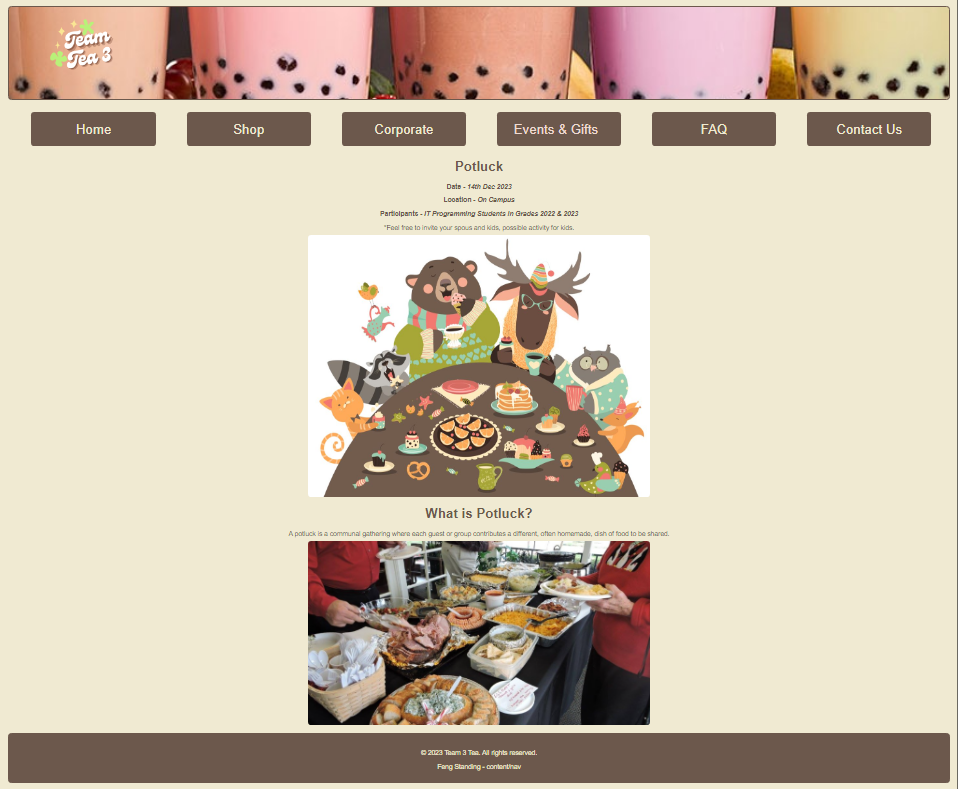 Team
Tea 3
Home
Shop
Corporate
Events & Gifts
FAQ
Contact Us
Potluck
Date - 14th Dec 2023
Location - On Campus
Participants - IT Programming Students in Grades 2022 & 2023
*Feel free to invite your spous and kids, possible activity for kids.
What is Potluck?
A potluck is a communal gathering where each guest or group contributes a different, often homemade, dish of food to be shared.
© 2023 Team 3 Tea. All rights reserved.
Feng Standing - content/nav